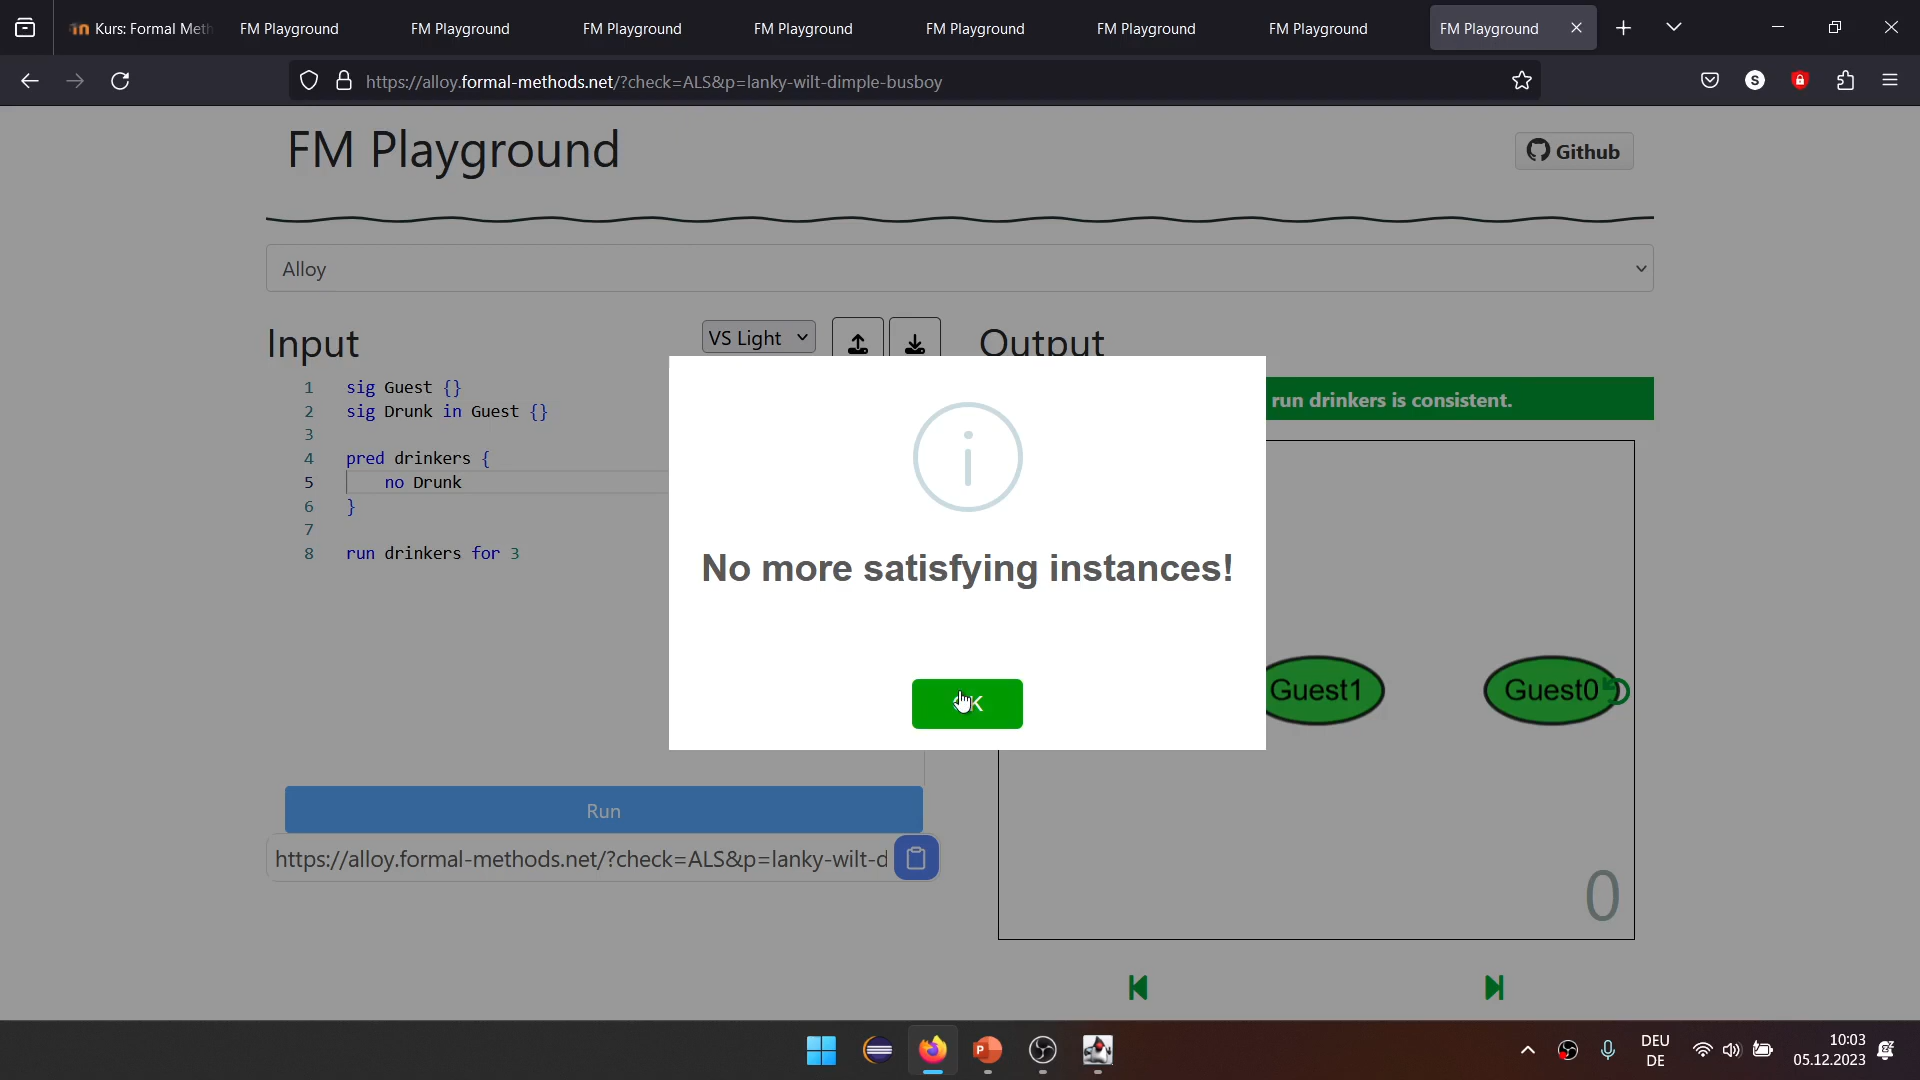 Kurs: Formal Meth
FM Playground
FM Playground
FM Playground
FM Playground
FM Playground
FM Playground
FM Playground
FM Playground
https://alloy.formal-methods.net/?check=ALS&p=lanky-wilt-dimple-busboy
S
FM Playground
Github
Alloy
Input
VS Light
Output
1 sig Guest {}
2 sig Drunk in Guest {}
3
4 pred drinkers {
5 no Drunk
6 }
7
8 run drinkers for 3
run drinkers is consistent.
No more satisfying instances!
Guest1
Guest0
0
Run
https://alloy.formal-methods.net/?check=ALS&p=lanky-wilt-d
DEU
DE
10:03
05.12.2023